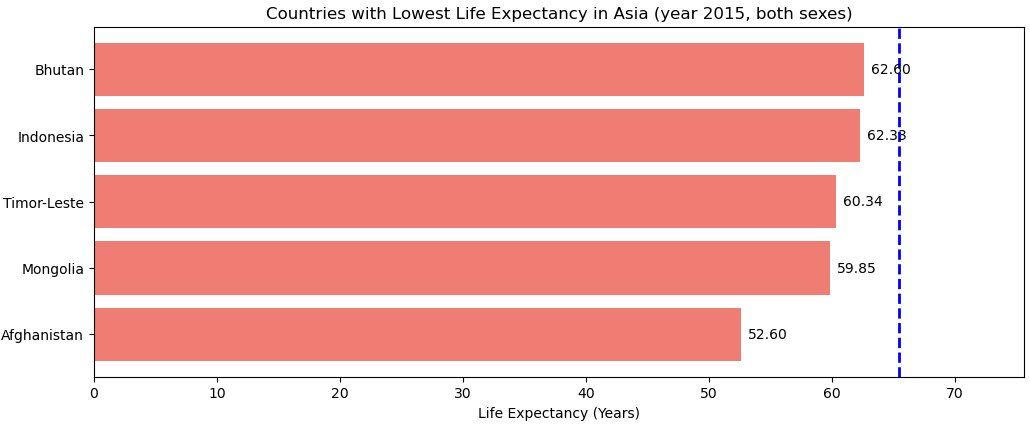 Countries with Lowest Life Expectancy in Asia (year 2015, both sexes)
Bhutan 62.60
Indonesia 62.33
Timor-Leste 60.34
Mongolia 59.85
Afghanistan 52.60
0 10 20 30 40 50 60 70
Life Expectancy (Years)